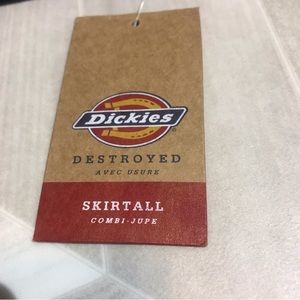 Dickies
DESTROYED
AVEC USURE
SKIRTALL
COMBI-JUPE